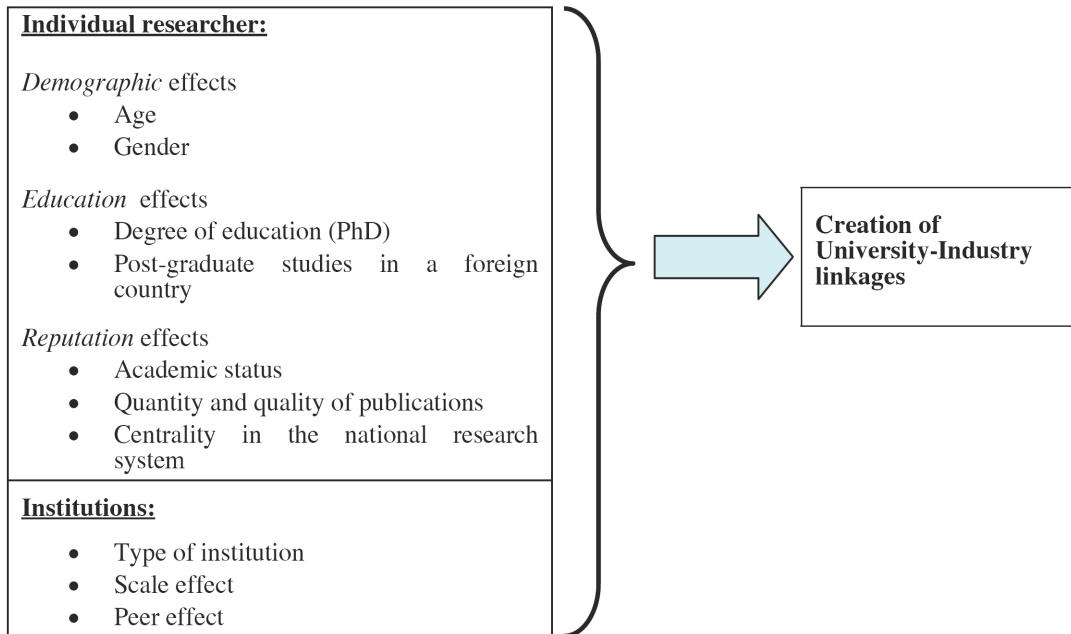 Individual researcher:
Demographic effects
• Age
• Gender
Education effects
• Degree of education (PhD)
• Post-graduate studies in a foreign
country
Reputation effects
• Academic status
• Quantity and quality of publications
• Centrality in the national research
system
Institutions:
• Type of institution
• Scale effect
• Peer effect
Creation of
University-Industry
linkages